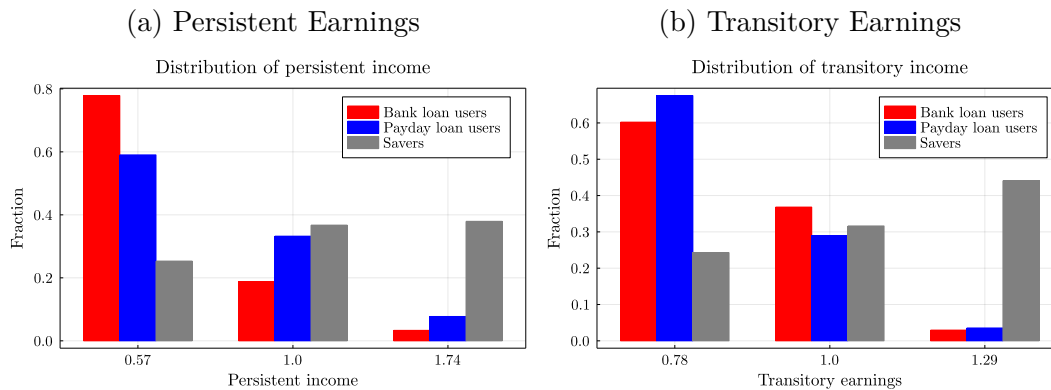 (a) Persistent Earnings
Distribution of persistent income
Fraction
0.8
0.6
0.4
0.2
0.0
Bank loan users
Payday loan users
Savers
0.57 1.0 1.74
Persistent income
(b) Transitory Earnings
Distribution of transitory income
Fraction
0.6
0.5
0.4
0.3
0.2
0.1
0.0
Bank loan users
Payday loan users
Savers
0.78 1.0 1.29
Transitory earnings